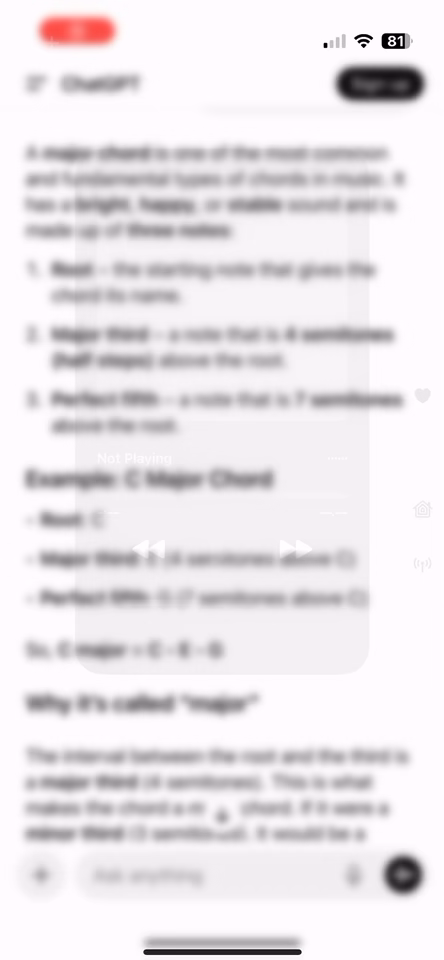 81
ChatGPT
Sign up
A major chord is one of the most common
and fundamental types of chords in music. It
has a bright, happy, or stable sound and is
made up of three notes:
1. Root – the starting note that gives the
chord its name.
2. Major third – a note that is 4 semitones
(half steps) above the root.
3. Perfect fifth – a note that is 7 semitones
above the root.
Not Playing
Example: C Major Chord
- Root: C
- Major third: (4 semitones above C)
- Perfect fifth: G (7 semitones above C)
So, C major = C - E - G
Why it's called "major"
The interval between the root and the third is
a major third (4 semitones). This is what
makes the chord a chord. If it were a
minor third (3 semitones), it would be a
Ask anything